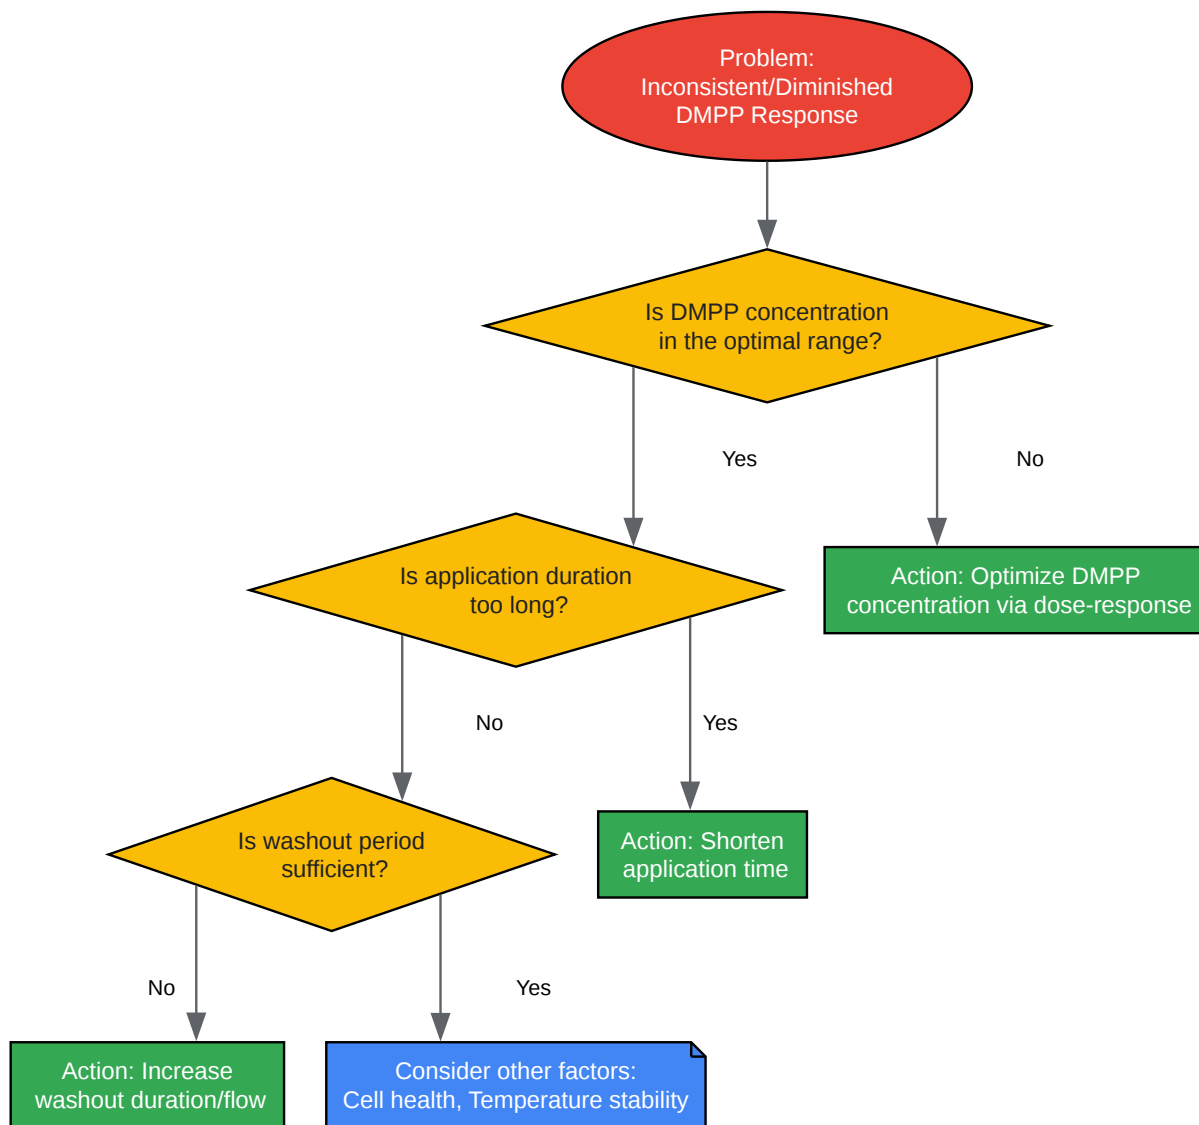 Problem:
Inconsistent/Diminished
DMPP Response
Is DMPP concentration
in the optimal range?
Yes
No
Is application duration
too long?
Action: Optimize DMPP
concentration via dose-response
No
Yes
Is washout period
sufficient?
Action: Shorten
application time
No
Yes
Action: Increase
washout duration/flow
Consider other factors:
Cell health, Temperature stability